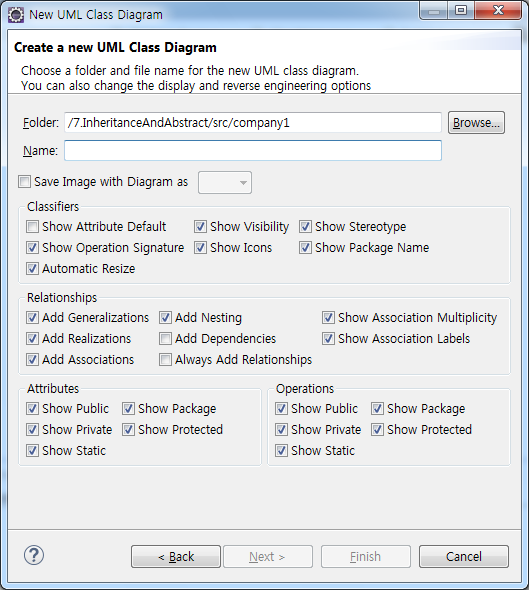 New UML Class Diagram
Create a new UML Class Diagram
Choose a folder and file name for the new UML class diagram.
You can also change the display and reverse engineering options
Folder: /7.InheritanceAndAbstract/src/company1 Browse...
Name:
Save Image with Diagram as
Classifiers
Show Attribute Default Show Visibility Show Stereotype
Show Operation Signature Show Icons Show Package Name
Automatic Resize
Relationships
Add Generalizations Add Nesting Show Association Multiplicity
Add Realizations Add Dependencies Show Association Labels
Add Associations Always Add Relationships
Attributes Operations
Show Public Show Package Show Public Show Package
Show Private Show Protected Show Private Show Protected
Show Static Show Static
? < Back Next > Finish Cancel